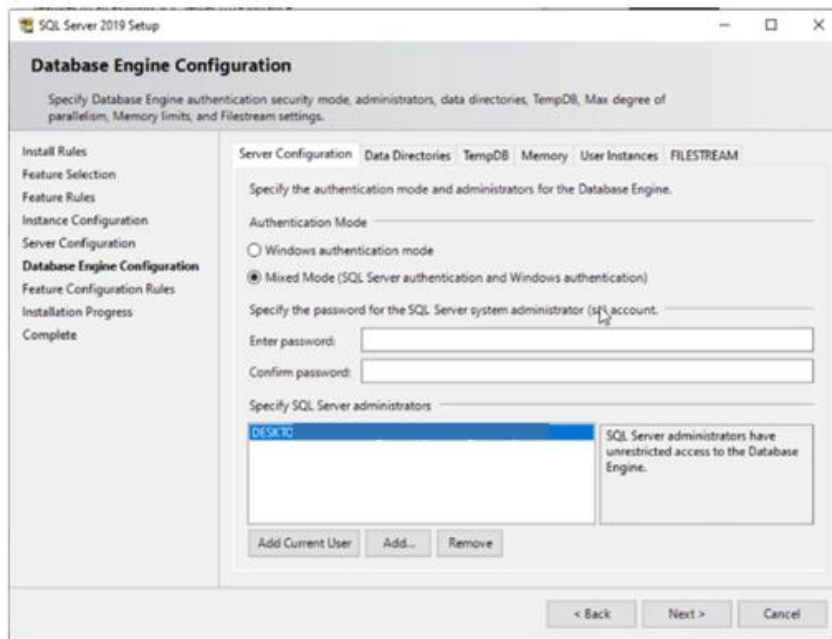 SQL Server 2019 Setup
Database Engine Configuration
Specify Database Engine authentication security mode, administrators, data directories, TempDB, Max degree of
parallelism, Memory limits, and Filestream settings.
Install Rules
Feature Selection
Feature Rules
Instance Configuration
Server Configuration
Database Engine Configuration
Feature Configuration Rules
Installation Progress
Complete
Server Configuration Data Directories TempDB Memory User Instances FILESTREAM
Specify the authentication mode and administrators for the Database Engine.
Authentication Mode
Windows authentication mode
Mixed Mode (SQL Server authentication and Windows authentication)
Specify the password for the SQL Server system administrator account.
Enter password:
Confirm password:
Specify SQL Server administrators
DESKTO
SQL Server administrators have
unrestricted access to the Database
Engine.
Add Current User Add... Remove
< Back Next > Cancel